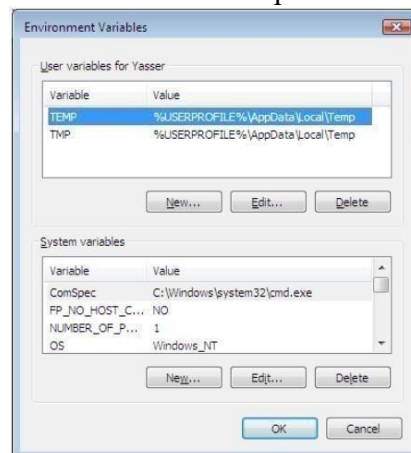 Environment Variables
User variables for Yasser
Variable Value
TEMP %USERPROFILE%\AppData\Local\Temp
TMP %USERPROFILE%\AppData\Local\Temp
New... Edit... Delete
System variables
Variable Value
ComSpec C:\Windows\system32\cmd.exe
FP_NO_HOST_C... NO
NUMBER_OF_P... 1
OS Windows_NT
New... Edit... Delete
OK Cancel